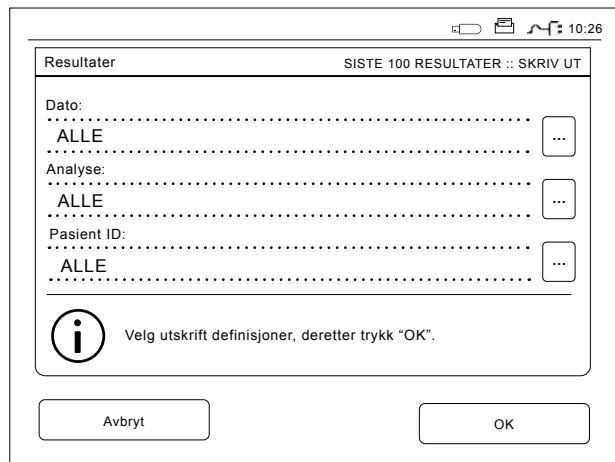 10:26
Resultater SISTE 100 RESULTATER :: SKRIV UT
Dato:
ALLE
...
Analyse:
ALLE
...
Pasient ID:
ALLE
...
i
Velg utskrift definisjoner, deretter trykk “OK”.
Avbryt OK